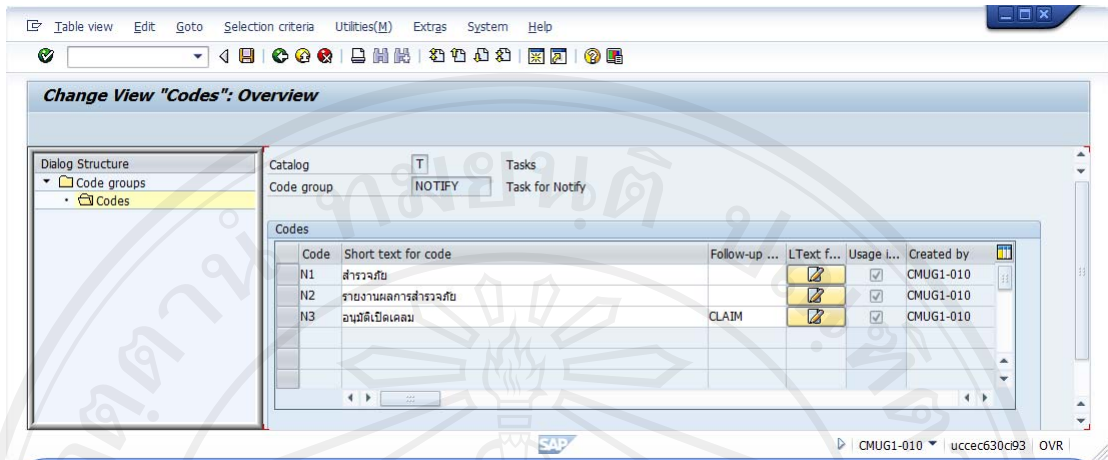 Table view Edit Goto Selection criteria Utilities(M) Extras System Help
Change View "Codes": Overview
Dialog Structure
Code groups
Codes
Catalog T Tasks
Code group NOTIFY Task for Notify
Codes
Code Short text for code Follow-up ... LText f... Usage i... Created by
N1 สำรวจภัย CMUG1-010
N2 รายงานผลการสำรวจภัย CMUG1-010
N3 อนุมัติเปิดเคลม CLAIM CMUG1-010
SAP
CMUG1-010 uccec630ci93 OVR